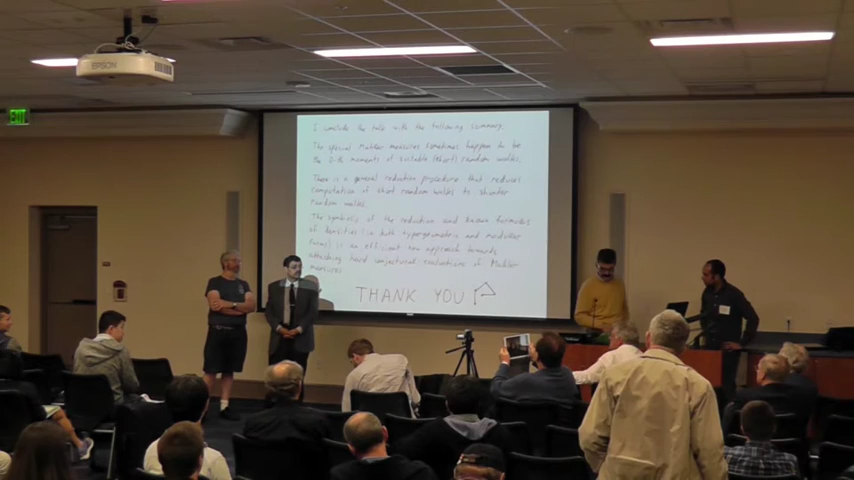 EPSON
EXIT
I conclude the talk with the following summary.
The special Mahler measures sometimes happen to be
the 2-th moments of suitable (short) random walks.
There is a general reduction procedure that reduces
computation of short random walks to shorter
random walks.
The symbiosis of the reduction and known formulas
of densities (in both hypergeometric and modular
forms) is an efficient new approach towards
attacking hard conjectural evaluations of Mahler
measures
THANK YOU